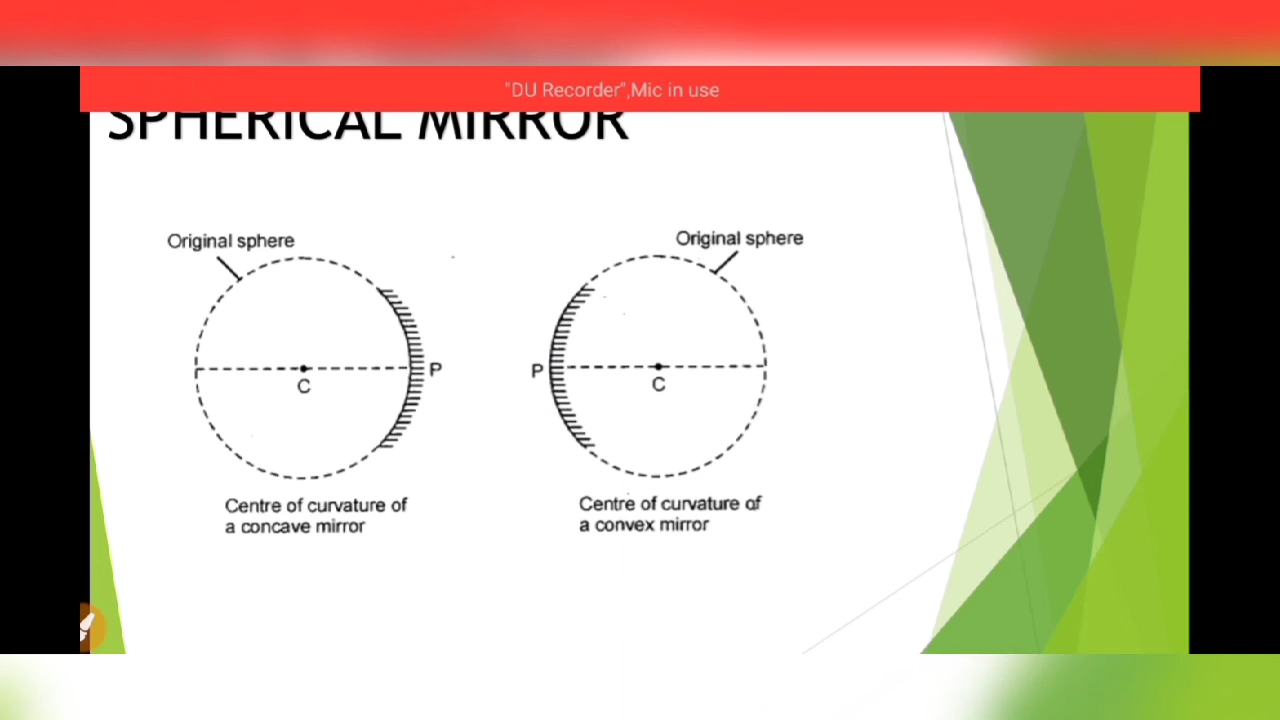 "DU Recorder",Mic in use
SPHERICAL MIRROR
Original sphere
Original sphere
P
C
P
C
Centre of curvature of
a concave mirror
Centre of curvature of
a convex mirror